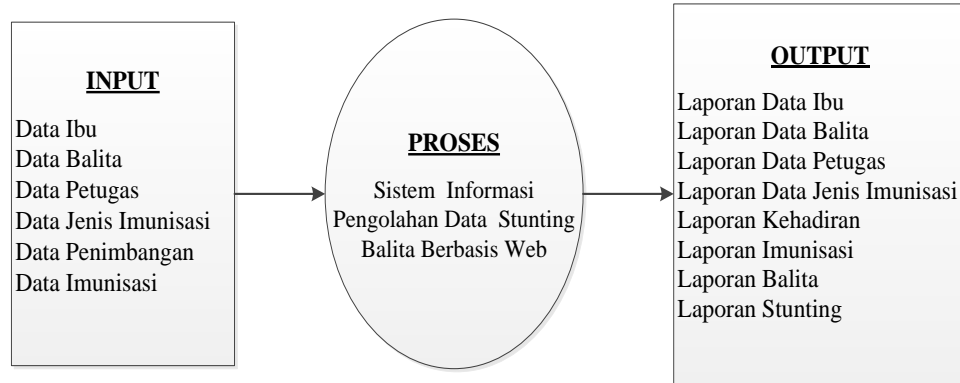 INPUT
Data Ibu
Data Balita
Data Petugas
Data Jenis Imunisasi
Data Penimbangan
Data Imunisasi
PROSES
Sistem Informasi
Pengolahan Data Stunting
Balita Berbasis Web
OUTPUT
Laporan Data Ibu
Laporan Data Balita
Laporan Data Petugas
Laporan Data Jenis Imunisasi
Laporan Kehadiran
Laporan Imunisasi
Laporan Balita
Laporan Stunting